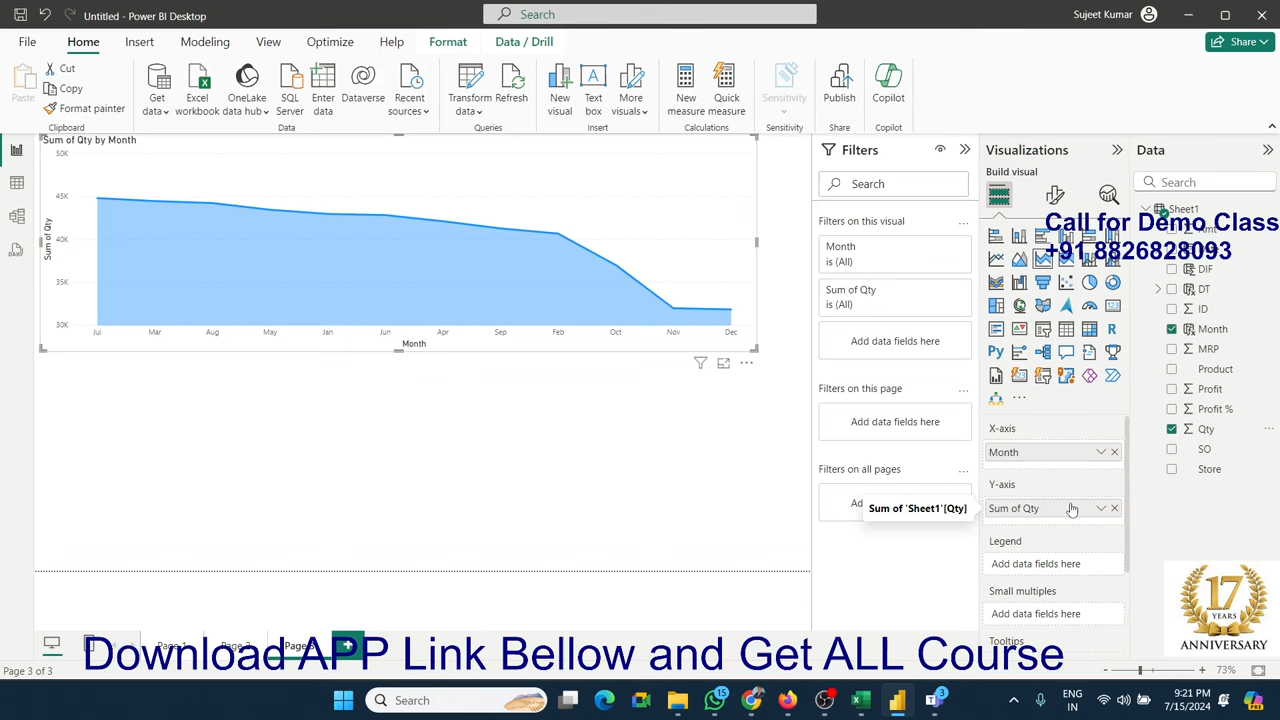 Untitled - Power BI Desktop
Search
Sujeet Kumar
File
Home
Insert
Modeling
View
Optimize
Help
Format
Data / Drill
Share
Paste
Cut
Copy
Format painter
Clipboard
Get data
Excel workbook
OneLake data hub
SQL Server
Enter data
Dataverse
Recent sources
Data
Transform data
Refresh
Queries
New visual
Text box
More visuals
Insert
New measure
Quick measure
Calculations
Sensitivity
Sensitivity
Publish
Share
Copilot
Copilot
Sum of Qty by Month
50K
45K
40K
35K
30K
Sum of Qty
Jul Mar Aug May Jan Jun Apr Sep Feb Oct Nov Dec
Month
Filters
Search
Filters on this visual
Month
is (All)
Sum of Qty
is (All)
Add data fields here
Filters on this page
Add data fields here
Filters on all pages
Sum of 'Sheet1'[Qty]
Visualizations
Build visual
R
Py
123
X-axis
Month
Y-axis
Sum of Qty
Legend
Add data fields here
Small multiples
Add data fields here
Tooltips
Data
Search
Sheet1
Call for Demo Class
+91 8826828093
DIF
DT
ID
Month
MRP
Product
Profit
Profit %
Qty
SO
Store
17
YEARS
ANNIVERSARY
Download APP Link Bellow and Get ALL Course
Page 3 of 3
73%
Search
15
3
ENG
IN
9:21 PM
7/15/2024